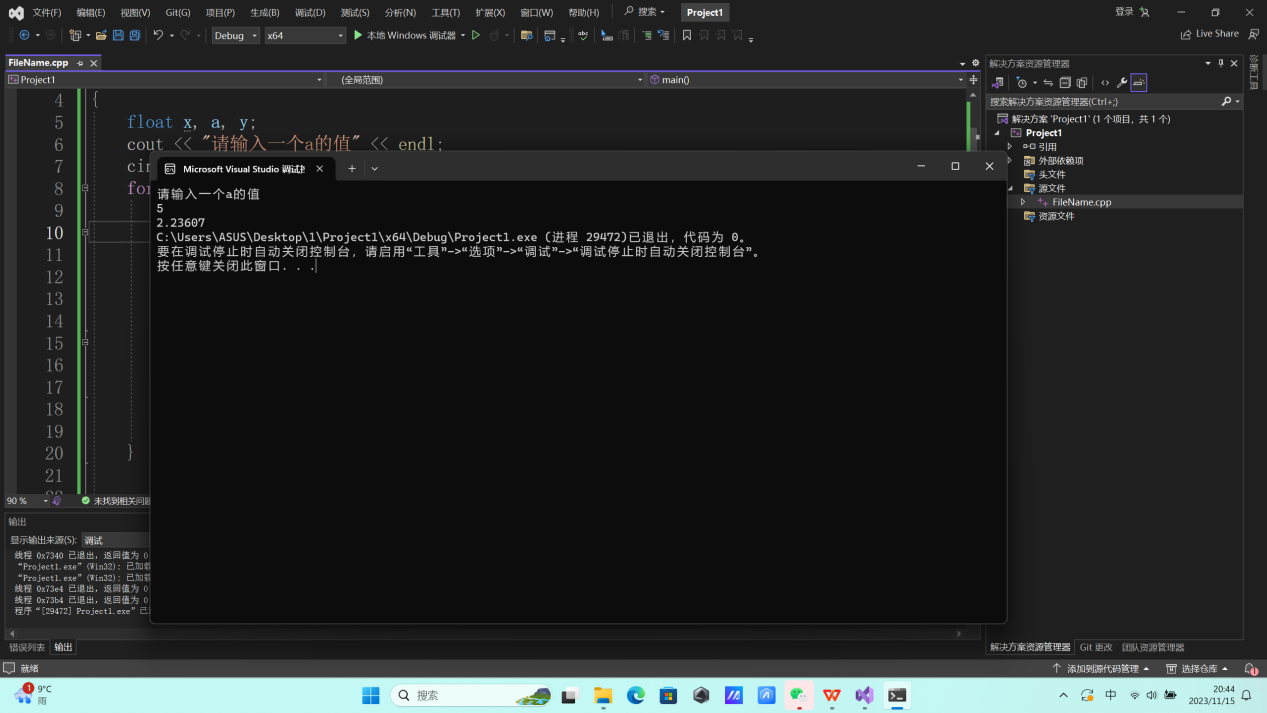 文件(F) 编辑(E) 视图(V) Git(G) 项目(P) 生成(B) 调试(D) 测试(S) 分析(N) 工具(T) 扩展(X) 窗口(W) 帮助(H) 搜索 Project1 登录
Debug x64 本地 Windows 调试器 Live Share
FileName.cpp
Project1 (全局范围) main()
4 {
5 float x, a, y;
6 cout << "请输入一个a的值" << endl;
7 cin
8 for
9
10
11
12
13
14
15
16
17
18
19
20 }
21
22
90 % 未找到相关问题
Microsoft Visual Studio 调试控
请输入一个a的值
5
2.23607
C:\Users\ASUS\Desktop\1\Project1\x64\Debug\Project1.exe (进程 29472)已退出，代码为 0。
要在调试停止时自动关闭控制台，请启用“工具”->“选项”->“调试”->“调试停止时自动关闭控制台”。
按任意键关闭此窗口. . .
输出
显示输出来源(S): 调试
线程 0x7340 已退出，返回值为 0
“Project1.exe”(Win32): 已加载
“Project1.exe”(Win32): 已加载
线程 0x73e4 已退出，返回值为 0
线程 0x73b4 已退出，返回值为 0
程序“[29472] Project1.exe”已退
错误列表 输出
解决方案资源管理器
搜索解决方案资源管理器(Ctrl+;)
解决方案 'Project1' (1 个项目，共 1 个)
Project1
引用
外部依赖项
头文件
源文件
FileName.cpp
资源文件
诊断工具
解决方案资源管理器 Git 更改 团队资源管理器
就绪 添加到源代码管理 选择仓库 1
1 9°C
雨
搜索
中
20:44
2023/11/15